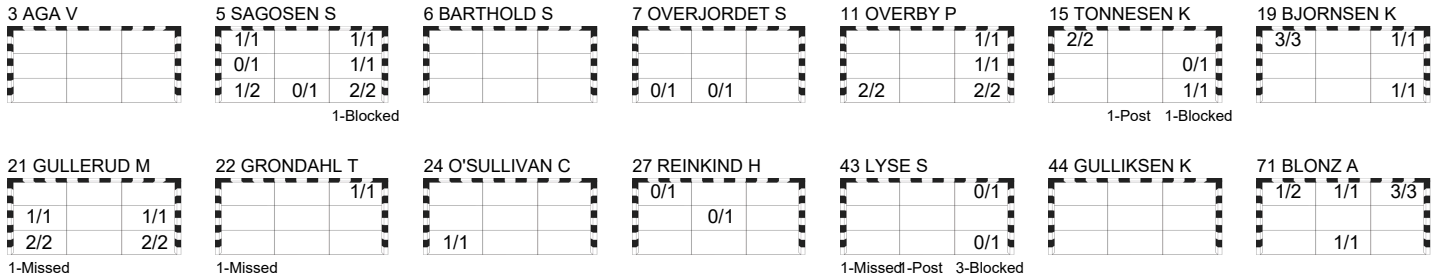 3 AGA V 5 SAGOSEN S 6 BARTHOLD S 7 OVERJORDET S 11 OVERBY P 15 TONNESEN K 19 BJORNSEN K
1/1 1/1 1/1 2/2 3/3 1/1
0/1 1/1 1/1 0/1
1/2 0/1 2/2 0/1 0/1 2/2 2/2 1/1 1/1
1-Blocked 1-Post 1-Blocked
21 GULLERUD M 22 GRONDAHL T 24 O'SULLIVAN C 27 REINKIND H 43 LYSE S 44 GULLIKSEN K 71 BLONZ A
1/1 0/1 0/1 1/2 1/1 3/3
1/1 1/1 0/1
2/2 2/2 1/1 0/1 1/1
1-Missed 1-Missed 1-Missed 1-Post 3-Blocked